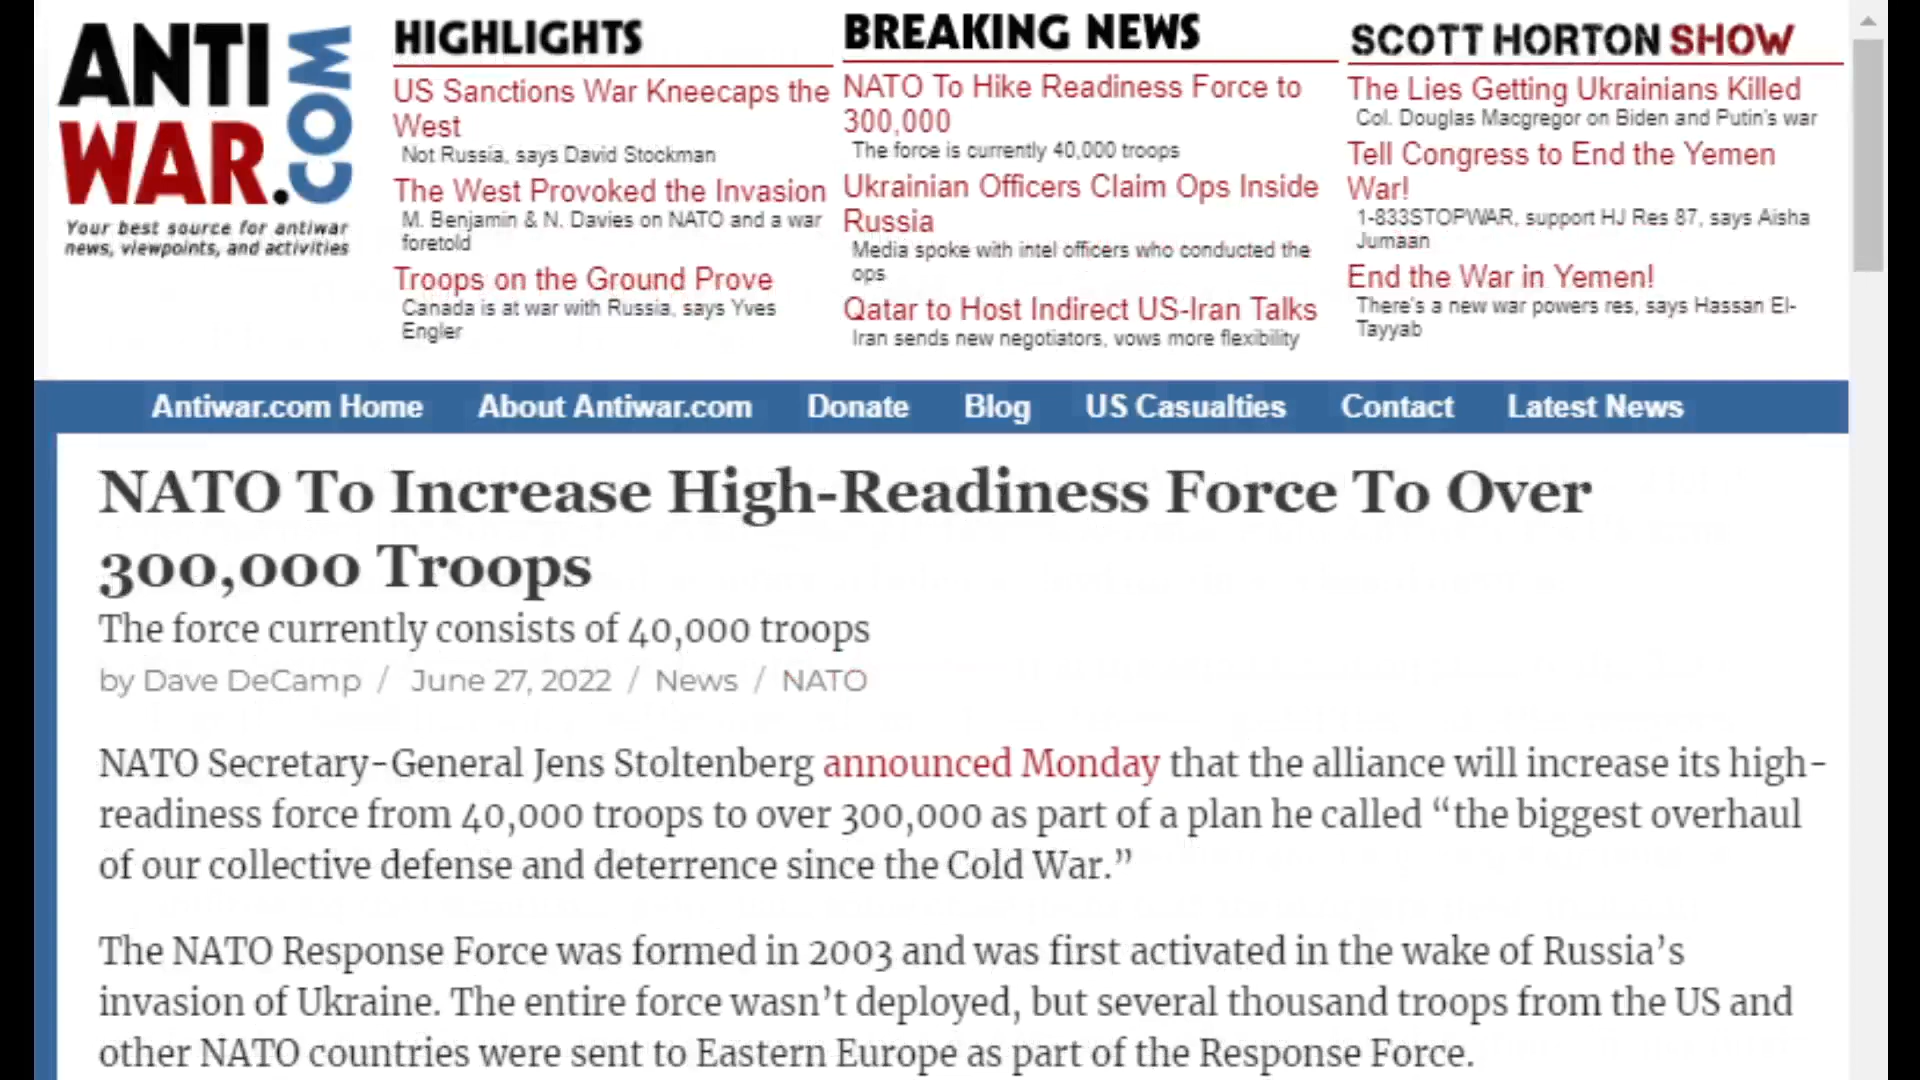 ANTI
WAR.COM
Your best source for antiwar
news, viewpoints, and activities
HIGHLIGHTS
US Sanctions War Kneecaps the
West
Not Russia, says David Stockman
The West Provoked the Invasion
M. Benjamin & N. Davies on NATO and a war
foretold
Troops on the Ground Prove
Canada is at war with Russia, says Yves
Engler
BREAKING NEWS
NATO To Hike Readiness Force to
300,000
The force is currently 40,000 troops
Ukrainian Officers Claim Ops Inside
Russia
Media spoke with intel officers who conducted the
ops
Qatar to Host Indirect US-Iran Talks
Iran sends new negotiators, vows more flexibility
SCOTT HORTON SHOW
The Lies Getting Ukrainians Killed
Col. Douglas Macgregor on Biden and Putin's war
Tell Congress to End the Yemen
War!
1-833STOPWAR, support HJ Res 87, says Aisha
Jumaan
End the War in Yemen!
There's a new war powers res, says Hassan El-
Tayyab
Antiwar.com Home About Antiwar.com Donate Blog US Casualties Contact Latest News
NATO To Increase High-Readiness Force To Over
300,000 Troops
The force currently consists of 40,000 troops
by Dave DeCamp / June 27, 2022 / News / NATO
NATO Secretary-General Jens Stoltenberg announced Monday that the alliance will increase its high-
readiness force from 40,000 troops to over 300,000 as part of a plan he called “the biggest overhaul
of our collective defense and deterrence since the Cold War.”
The NATO Response Force was formed in 2003 and was first activated in the wake of Russia’s
invasion of Ukraine. The entire force wasn’t deployed, but several thousand troops from the US and
other NATO countries were sent to Eastern Europe as part of the Response Force.